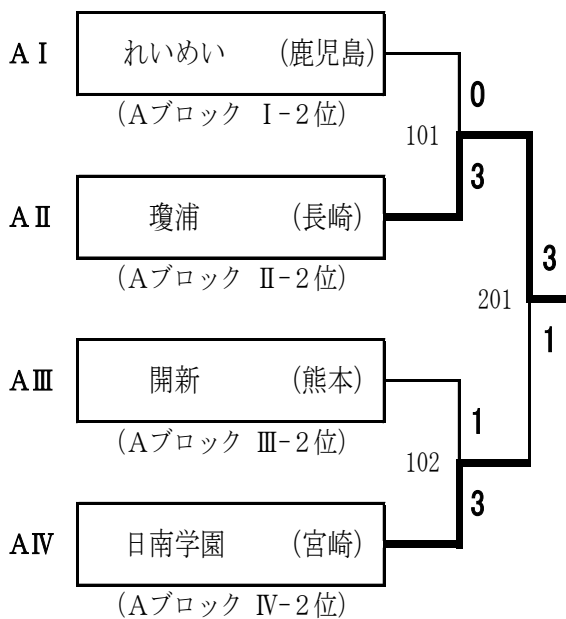 AⅠ れいめい (鹿児島)
0
(Aブロック Ⅰ-2位)
101
3
AⅡ 瓊浦 (長崎)
3
(Aブロック Ⅱ-2位)
201
1
AⅢ 開新 (熊本)
1
(Aブロック Ⅲ-2位)
102
3
AⅣ 日南学園 (宮崎)
(Aブロック Ⅳ-2位)